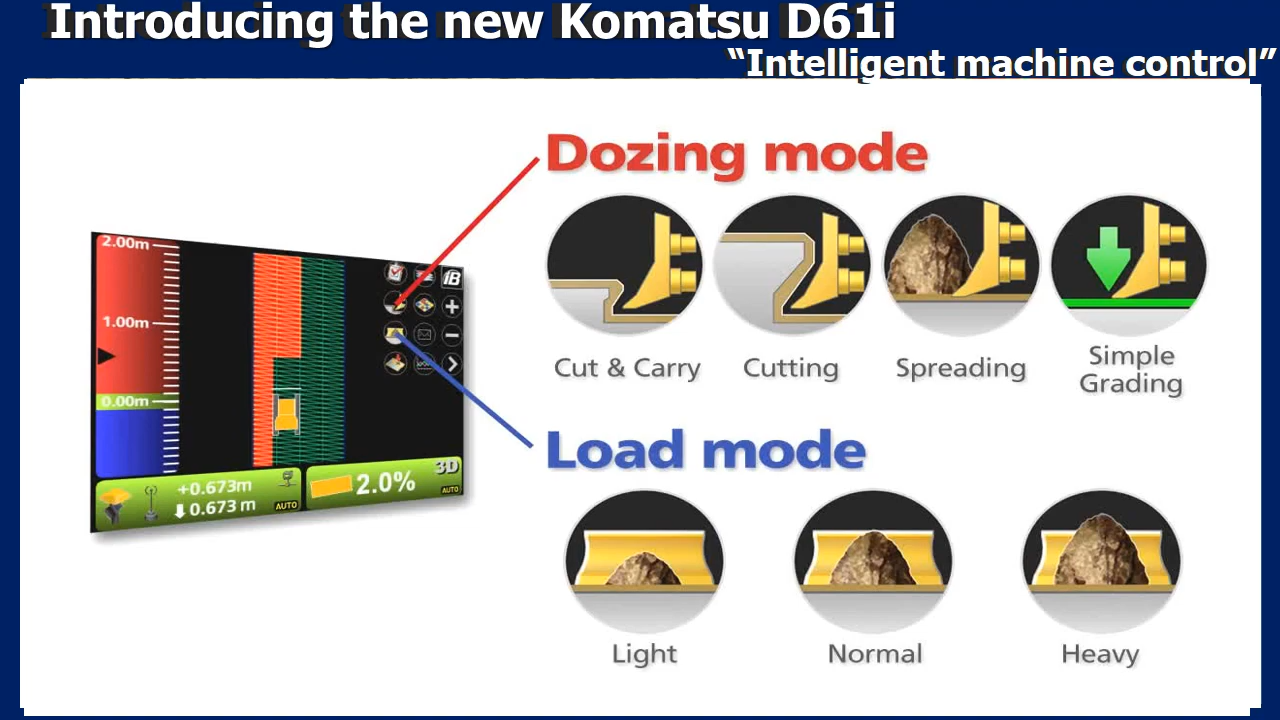 Introducing the new Komatsu D61i
“Intelligent machine control”
Dozing mode
Cut & Carry
Cutting
Spreading
Simple
Grading
2.00m
1.00m
0.00m
iB
+0.673m
0.673 m
AUTO
2.0%
3D
AUTO
Load mode
Light
Normal
Heavy